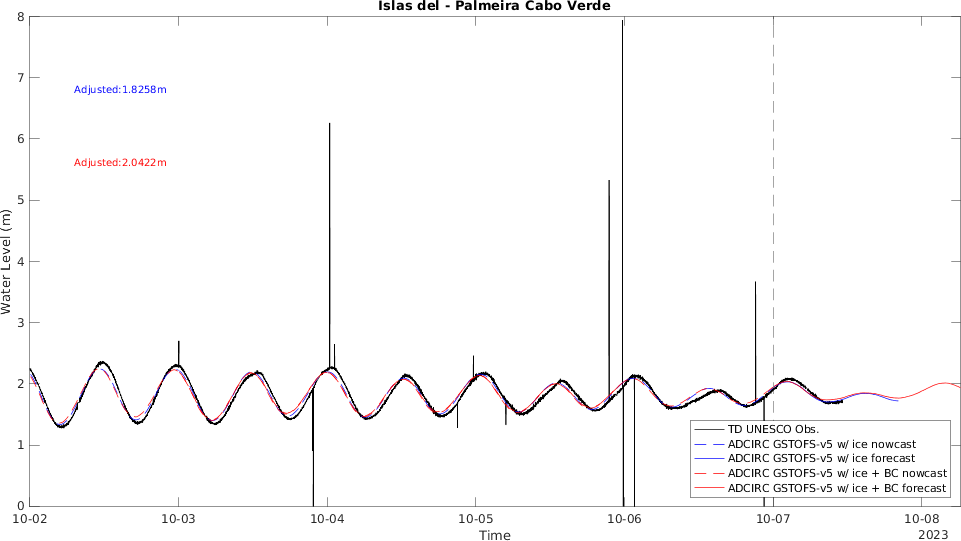 Islas del - Palmeira Cabo Verde
8
7
6
5
4
3
2
1
0
Water Level (m)
Adjusted:1.8258m
Adjusted:2.0422m
TD UNESCO Obs.
ADCIRC GSTOFS-v5 w/ ice nowcast
ADCIRC GSTOFS-v5 w/ ice forecast
ADCIRC GSTOFS-v5 w/ ice + BC nowcast
ADCIRC GSTOFS-v5 w/ ice + BC forecast
10-02 10-03 10-04 10-05 10-06 10-07 10-08
Time
2023